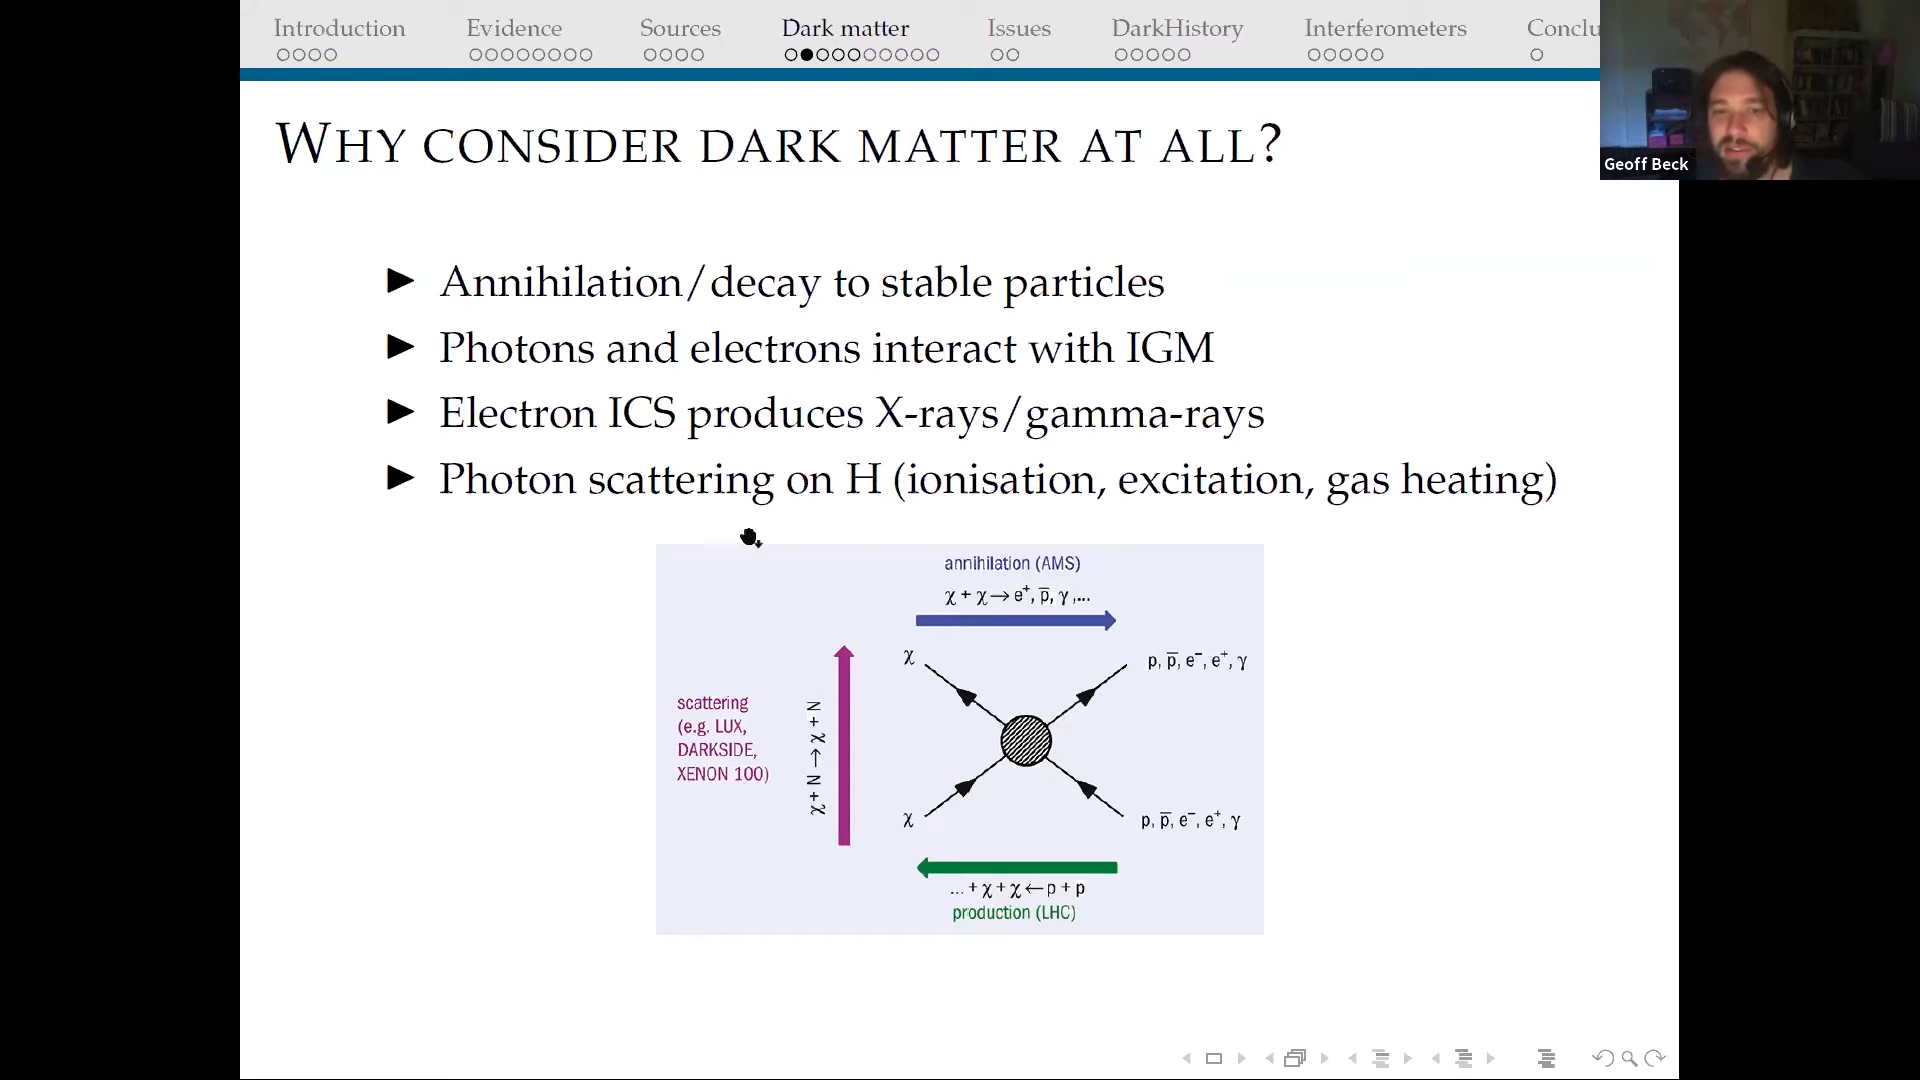 Introduction Evidence Sources Dark matter Issues DarkHistory Interferometers Conclu
Geoff Beck
WHY CONSIDER DARK MATTER AT ALL?
Annihilation/decay to stable particles
Photons and electrons interact with IGM
Electron ICS produces X-rays/gamma-rays
Photon scattering on H (ionisation, excitation, gas heating)
annihilation (AMS)
χ + χ → e⁺, p̅, γ ,...
χ
p, p̅, e⁻, e⁺, γ
scattering
(e.g. LUX,
DARKSIDE,
XENON 100)
N + χ ← N + χ
χ
p, p̅, e⁻, e⁺, γ
... + χ + χ ← p + p
production (LHC)